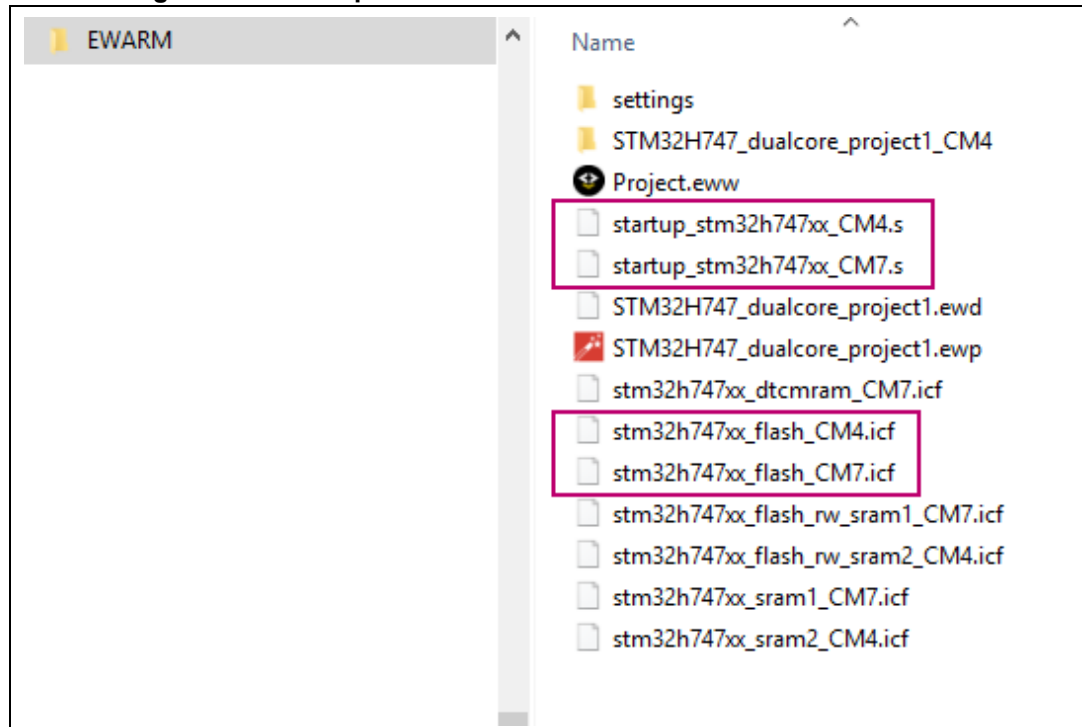 EWARM
Name
settings
STM32H747_dualcore_project1_CM4
Project.eww
startup_stm32h747xx_CM4.s
startup_stm32h747xx_CM7.s
STM32H747_dualcore_project1.ewd
STM32H747_dualcore_project1.ewp
stm32h747xx_dtcmram_CM7.icf
stm32h747xx_flash_CM4.icf
stm32h747xx_flash_CM7.icf
stm32h747xx_flash_rw_sram1_CM7.icf
stm32h747xx_flash_rw_sram2_CM4.icf
stm32h747xx_sram1_CM7.icf
stm32h747xx_sram2_CM4.icf